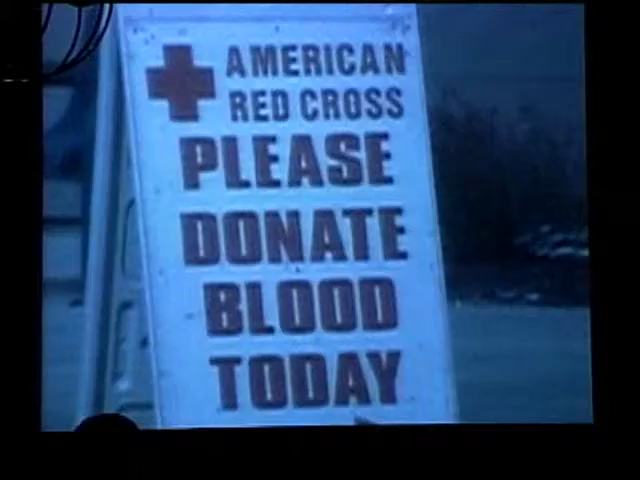 AMERICAN
RED CROSS
PLEASE
DONATE
BLOOD
TODAY